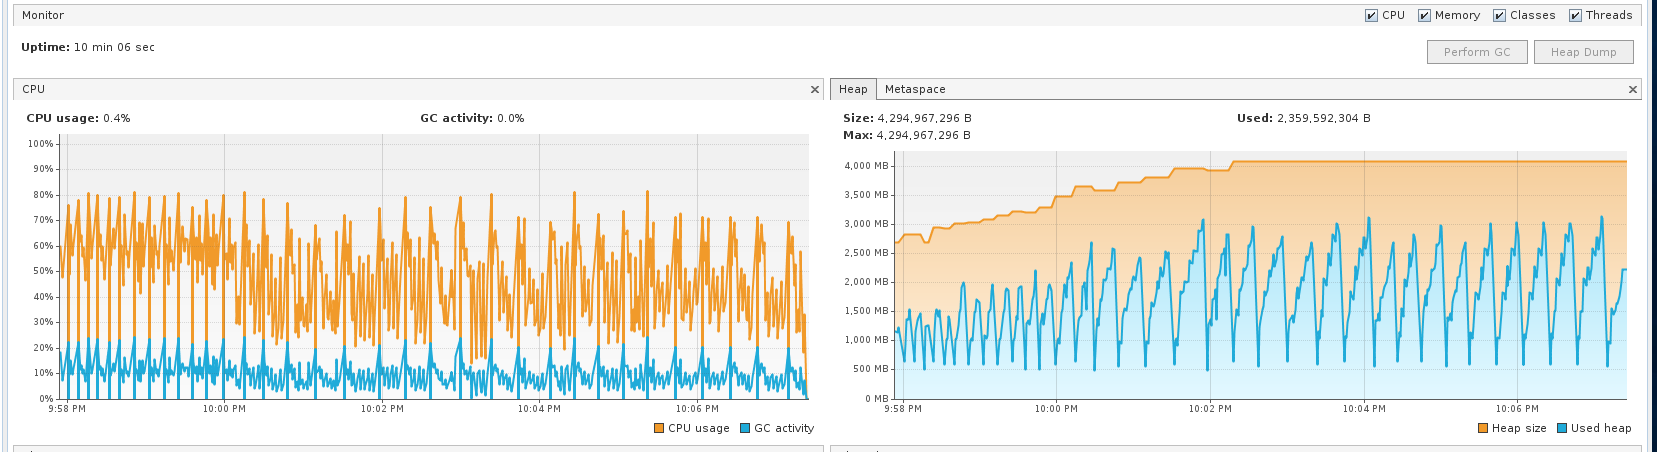 Monitor
CPU Memory Classes Threads
Uptime: 10 min 06 sec
Perform GC Heap Dump
CPU
CPU usage: 0.4% GC activity: 0.0%
100%
90%
80%
70%
60%
50%
40%
30%
20%
10%
0%
9:58 PM 10:00 PM 10:02 PM 10:04 PM 10:06 PM
CPU usage GC activity
Heap Metaspace
Size: 4,294,967,296 B Used: 2,359,592,304 B
Max: 4,294,967,296 B
4,000 MB
3,500 MB
3,000 MB
2,500 MB
2,000 MB
1,500 MB
1,000 MB
500 MB
0 MB
9:58 PM 10:00 PM 10:02 PM 10:04 PM 10:06 PM
Heap size Used heap